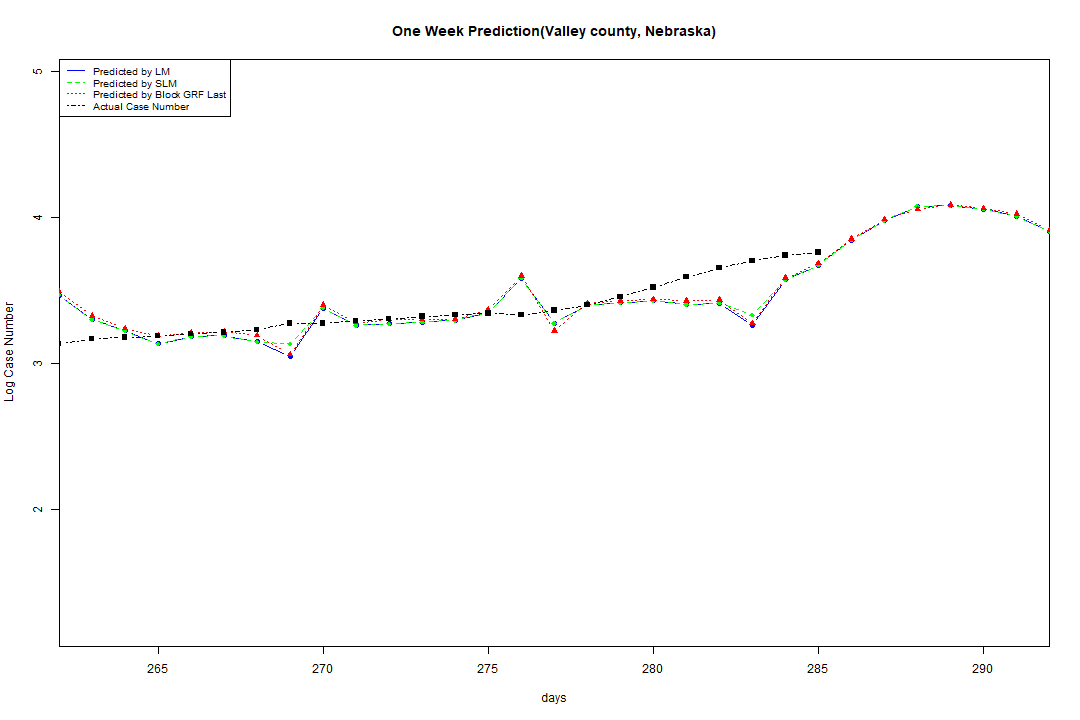 One Week Prediction(Valley county, Nebraska)
Predicted by LM
Predicted by SLM
Predicted by Block GRF Last
Actual Case Number
5
4
3
2
Log Case Number
265 270 275 280 285 290
days